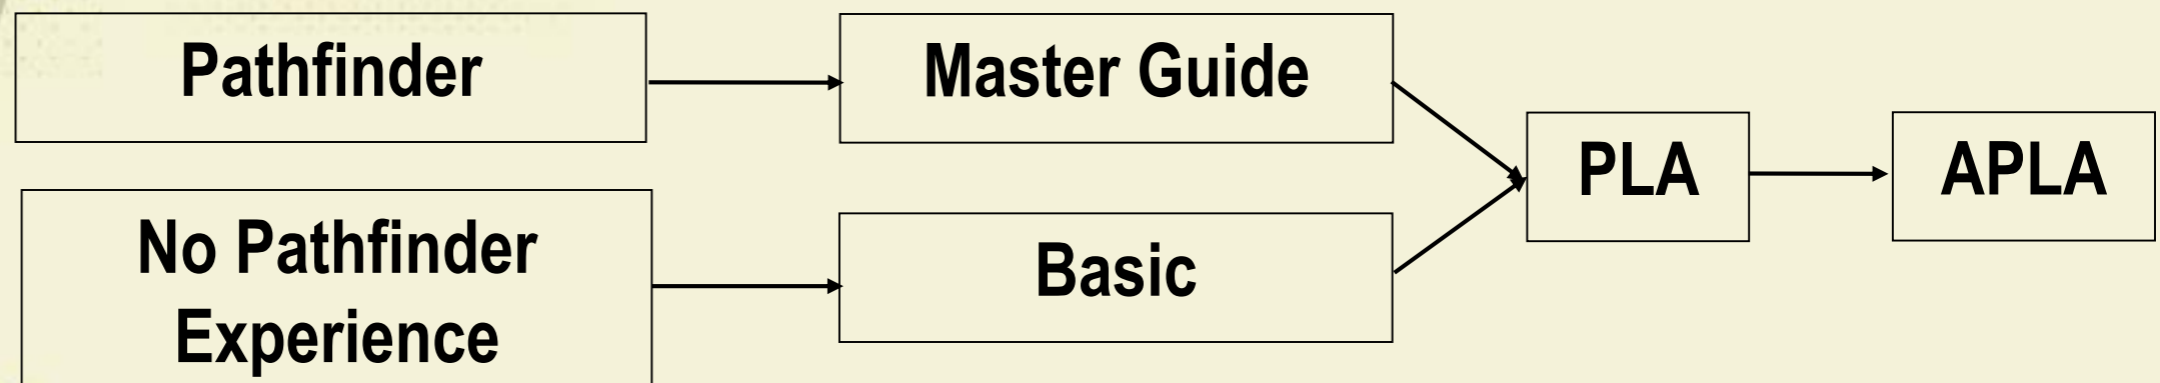 Pathfinder
Master Guide
PLA
APLA
No Pathfinder
Experience
Basic